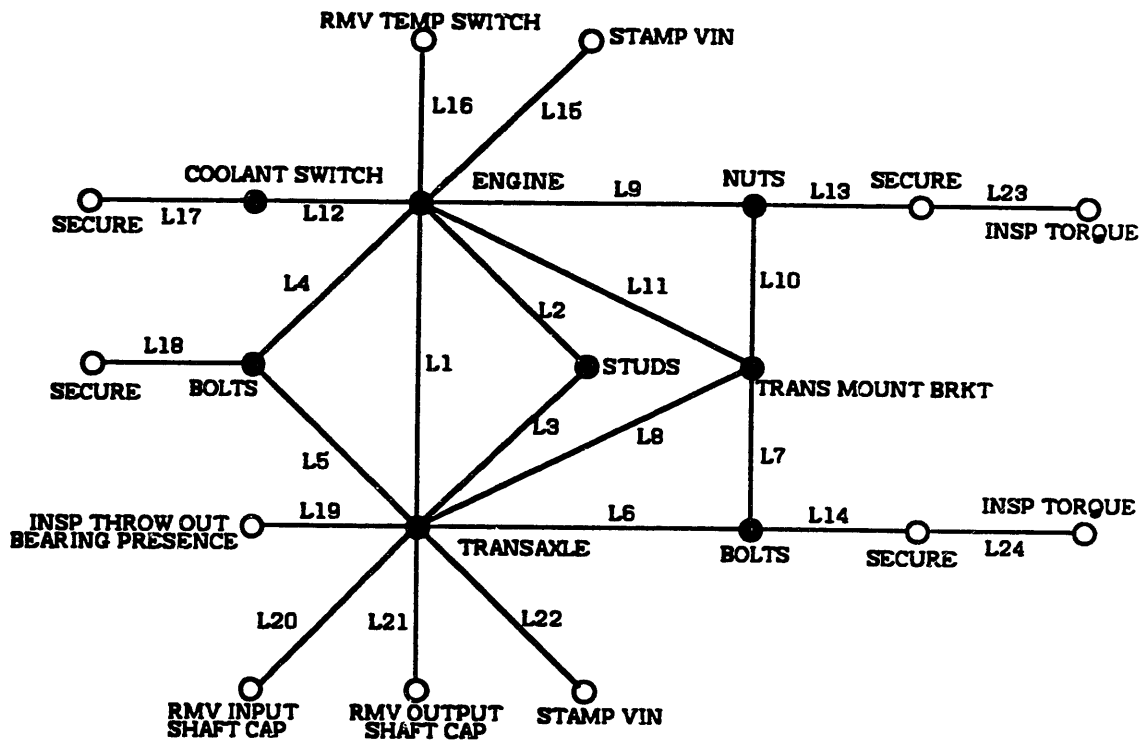 RMV TEMP SWITCH
STAMP VIN
L16
L15
COOLANT SWITCH
ENGINE
L9
NUTS
L13
SECURE
L23
SECURE
L17
L12
INSP TORQUE
L4
L2
L11
L10
L18
L1
STUDS
SECURE
BOLTS
TRANS MOUNT BRKT
L3
L8
L5
L7
INSP THROW OUT
BEARING PRESENCE
L19
L6
L14
INSP TORQUE
TRANSAXLE
BOLTS
SECURE
L24
L20
L21
L22
RMV INPUT
SHAFT CAP
RMV OUTPUT
SHAFT CAP
STAMP VIN